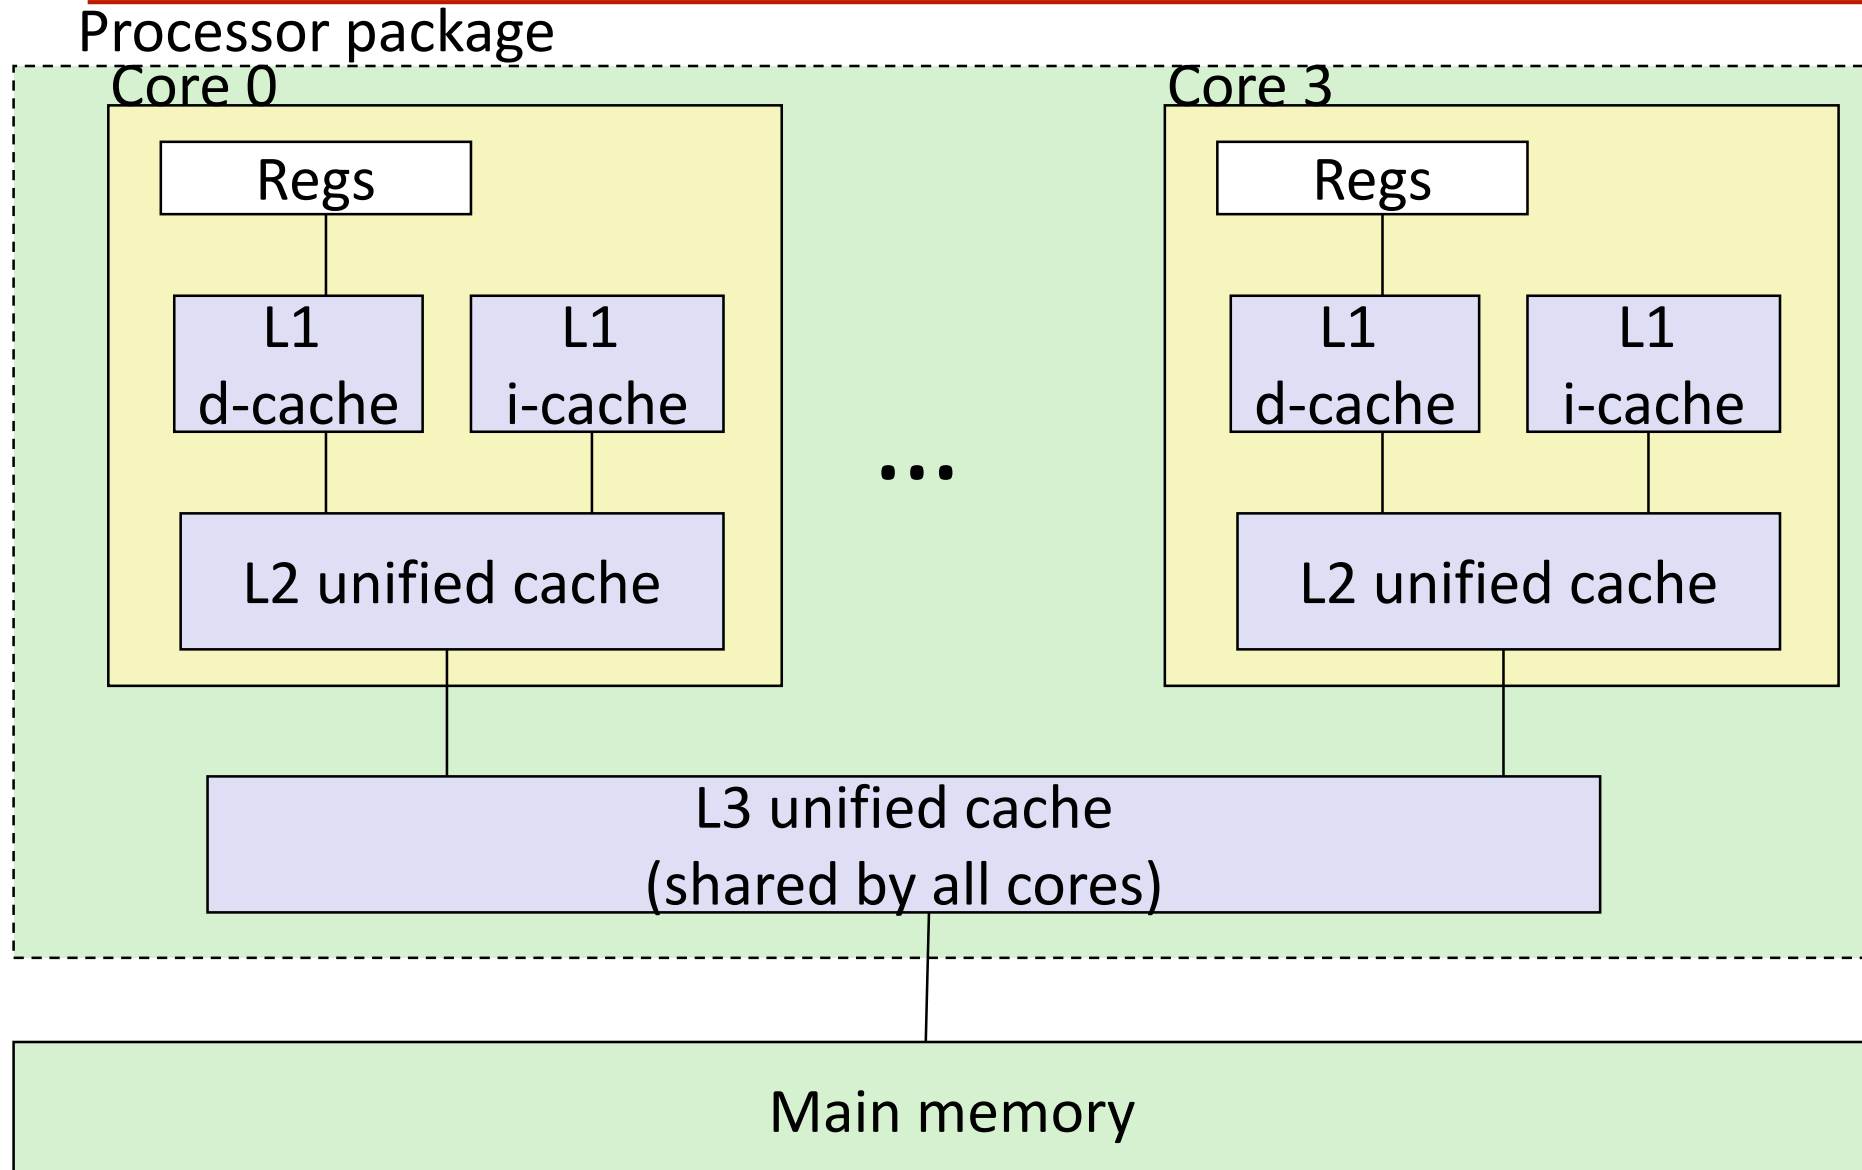 Processor package
Core 0
Core 3
Regs
Regs
L1
d-cache
L1
i-cache
L1
d-cache
L1
i-cache
...
L2 unified cache
L2 unified cache
L3 unified cache
(shared by all cores)
Main memory